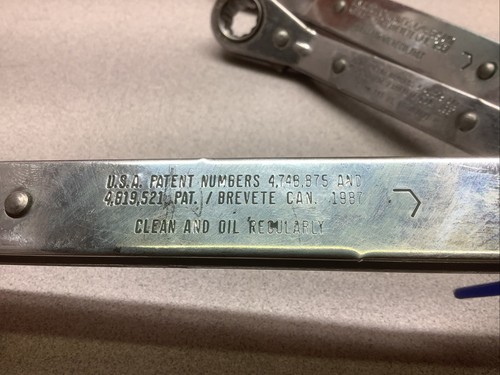 U.S.A. PATENT NUMBERS 4,748,875 AND
4,819,521 PAT. / BREVETE CAN. 1987
CLEAN AND OIL REGULARLY